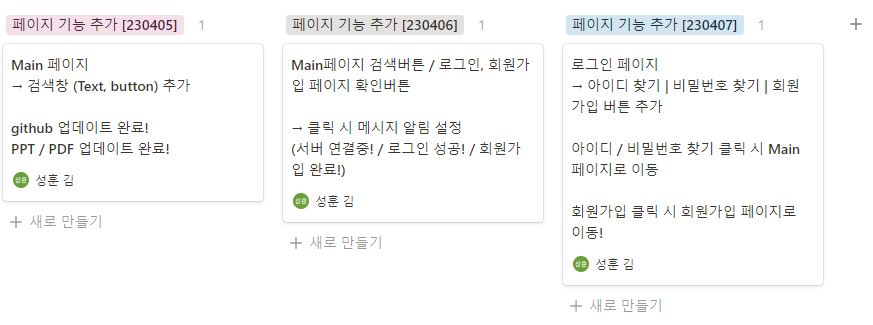 페이지 기능 추가 [230405] 1
Main 페이지
→ 검색창 (Text, button) 추가
github 업데이트 완료!
PPT / PDF 업데이트 완료!
성훈 성훈 김
+ 새로 만들기
페이지 기능 추가 [230406] 1
Main페이지 검색버튼 / 로그인, 회원가
입 페이지 확인버튼
→ 클릭 시 메시지 알림 설정
(서버 연결중! / 로그인 성공! / 회원가
입 완료!)
성훈 성훈 김
+ 새로 만들기
페이지 기능 추가 [230407] 1
로그인 페이지
→ 아이디 찾기 | 비밀번호 찾기 | 회원
가입 버튼 추가
아이디 / 비밀번호 찾기 클릭 시 Main
페이지로 이동
회원가입 클릭 시 회원가입 페이지로
이동!
성훈 성훈 김
+ 새로 만들기
+